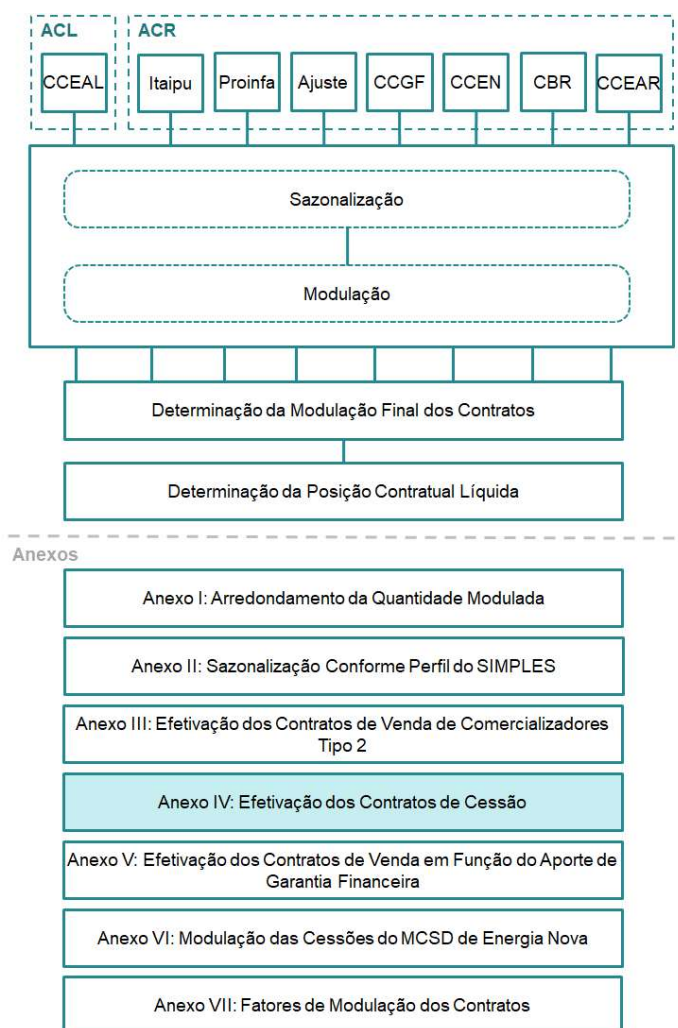 ACL
ACR
CCEAL
Itaipu
Proinfa
Ajuste
CCGF
CCEN
CBR
CCEAR
Sazonalização
Modulação
Determinação da Modulação Final dos Contratos
Determinação da Posição Contratual Líquida
Anexos
Anexo I: Arredondamento da Quantidade Modulada
Anexo II: Sazonalização Conforme Perfil do SIMPLES
Anexo III: Efetivação dos Contratos de Venda de Comercializadores
Tipo 2
Anexo IV: Efetivação dos Contratos de Cessão
Anexo V: Efetivação dos Contratos de Venda em Função do Aporte de
Garantia Financeira
Anexo VI: Modulação das Cessões do MCSD de Energia Nova
Anexo VII: Fatores de Modulação dos Contratos